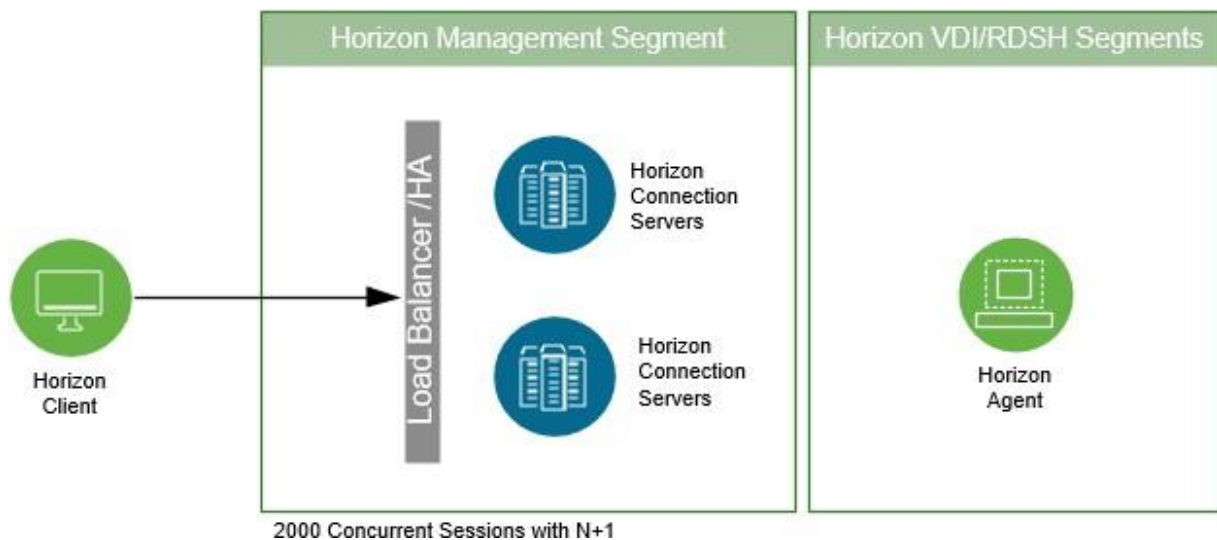 Horizon Management Segment
Horizon VDI/RDSH Segments
Load Balancer /HA
Horizon
Connection
Servers
Horizon
Client
Horizon
Connection
Servers
Horizon
Agent
2000 Concurrent Sessions with N+1